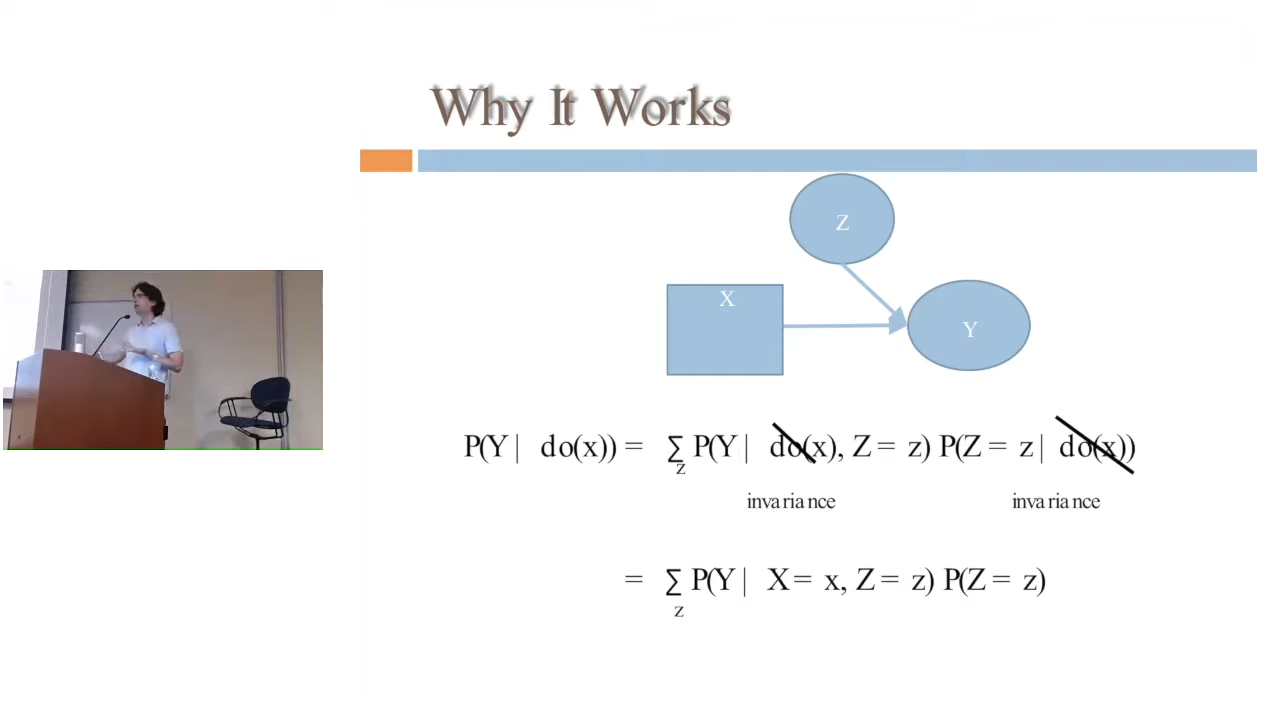 Why It Works
Z
X
Y
P(Y | do(x)) = ∑ P(Y | do(x), Z = z) P(Z = z | do(x))
z
invariance invariance
= ∑ P(Y | X = x, Z = z) P(Z = z)
z